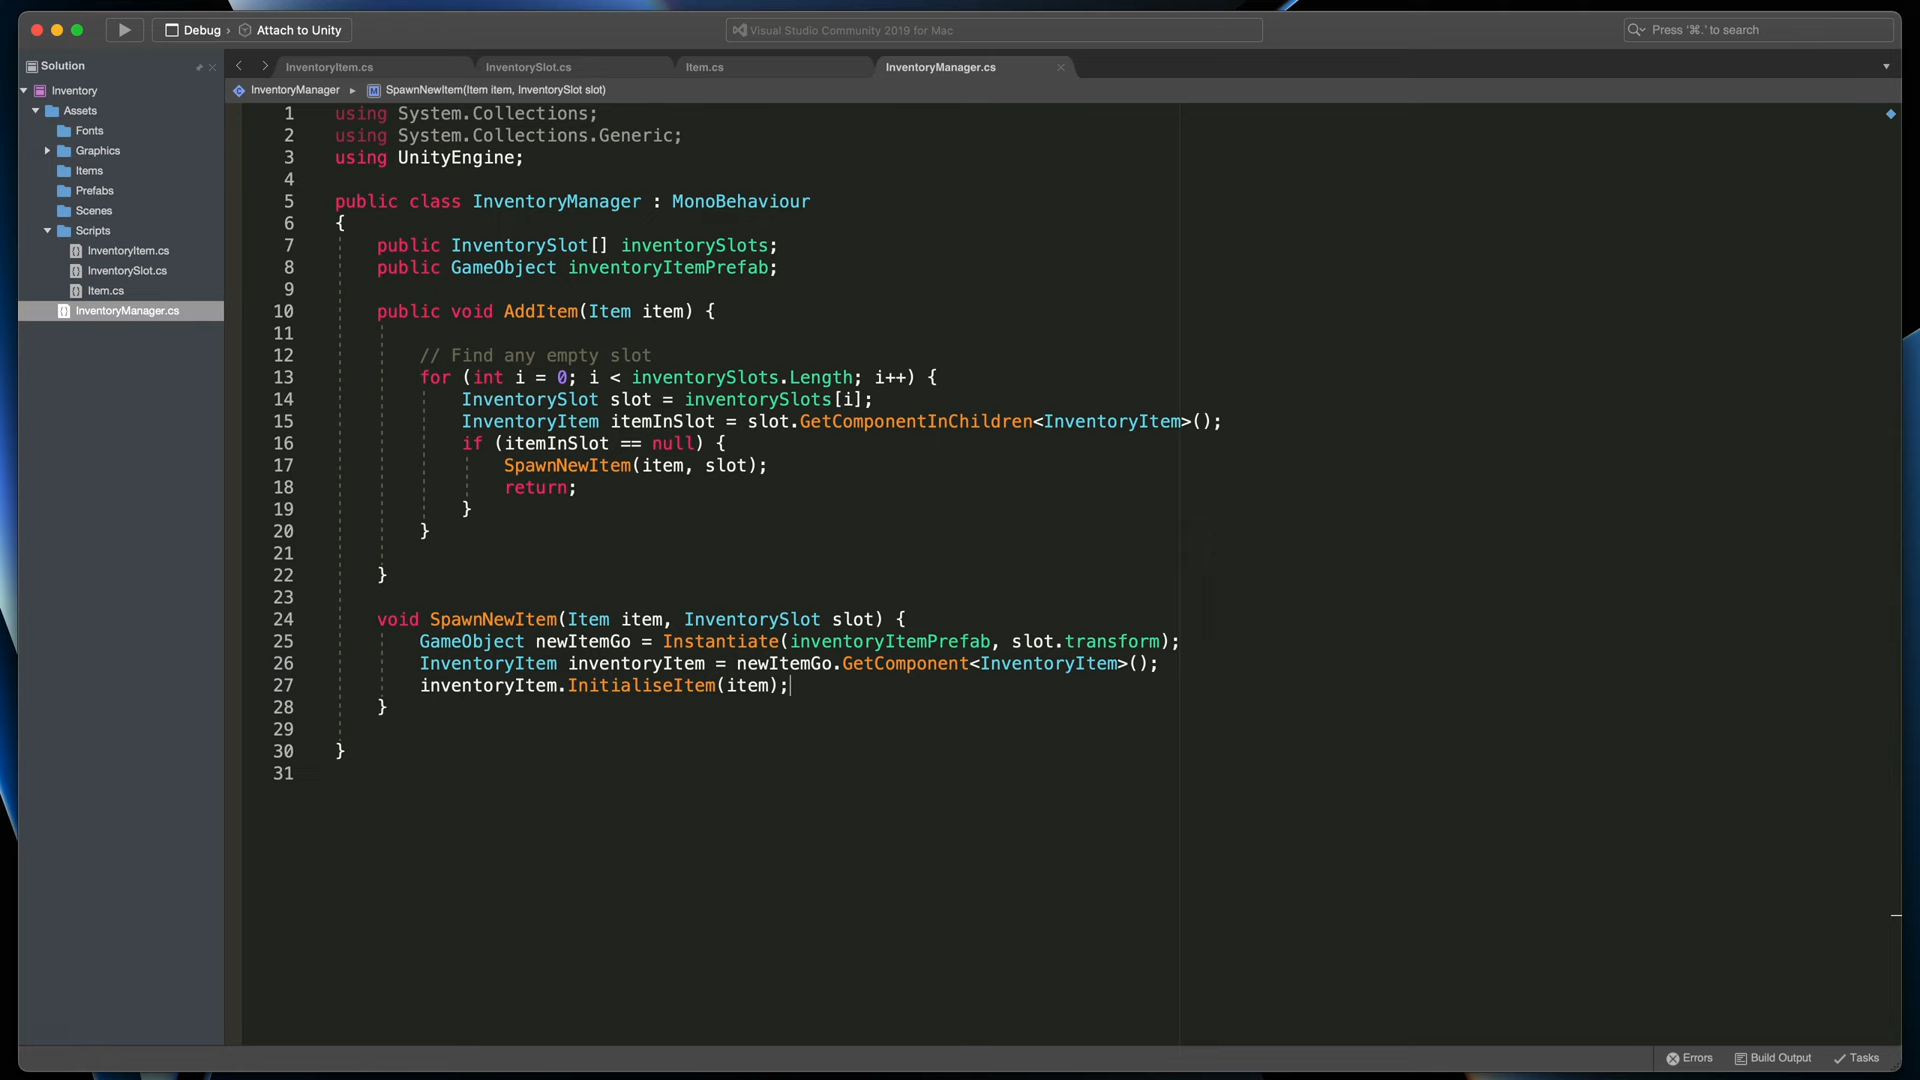 Debug › Attach to Unity
Visual Studio Community 2019 for Mac
Press '⌘.' to search
Solution
Inventory
Assets
Fonts
Graphics
Items
Prefabs
Scenes
Scripts
InventoryItem.cs
InventorySlot.cs
Item.cs
InventoryManager.cs
InventoryItem.cs InventorySlot.cs Item.cs InventoryManager.cs
InventoryManager SpawnNewItem(Item item, InventorySlot slot)
1 using System.Collections;
2 using System.Collections.Generic;
3 using UnityEngine;
4
5 public class InventoryManager : MonoBehaviour
6 {
7 public InventorySlot[] inventorySlots;
8 public GameObject inventoryItemPrefab;
9
10 public void AddItem(Item item) {
11
12 // Find any empty slot
13 for (int i = 0; i < inventorySlots.Length; i++) {
14 InventorySlot slot = inventorySlots[i];
15 InventoryItem itemInSlot = slot.GetComponentInChildren<InventoryItem>();
16 if (itemInSlot == null) {
17 SpawnNewItem(item, slot);
18 return;
19 }
20 }
21
22 }
23
24 void SpawnNewItem(Item item, InventorySlot slot) {
25 GameObject newItemGo = Instantiate(inventoryItemPrefab, slot.transform);
26 InventoryItem inventoryItem = newItemGo.GetComponent<InventoryItem>();
27 inventoryItem.InitialiseItem(item);
28 }
29
30 }
31
Errors Build Output Tasks